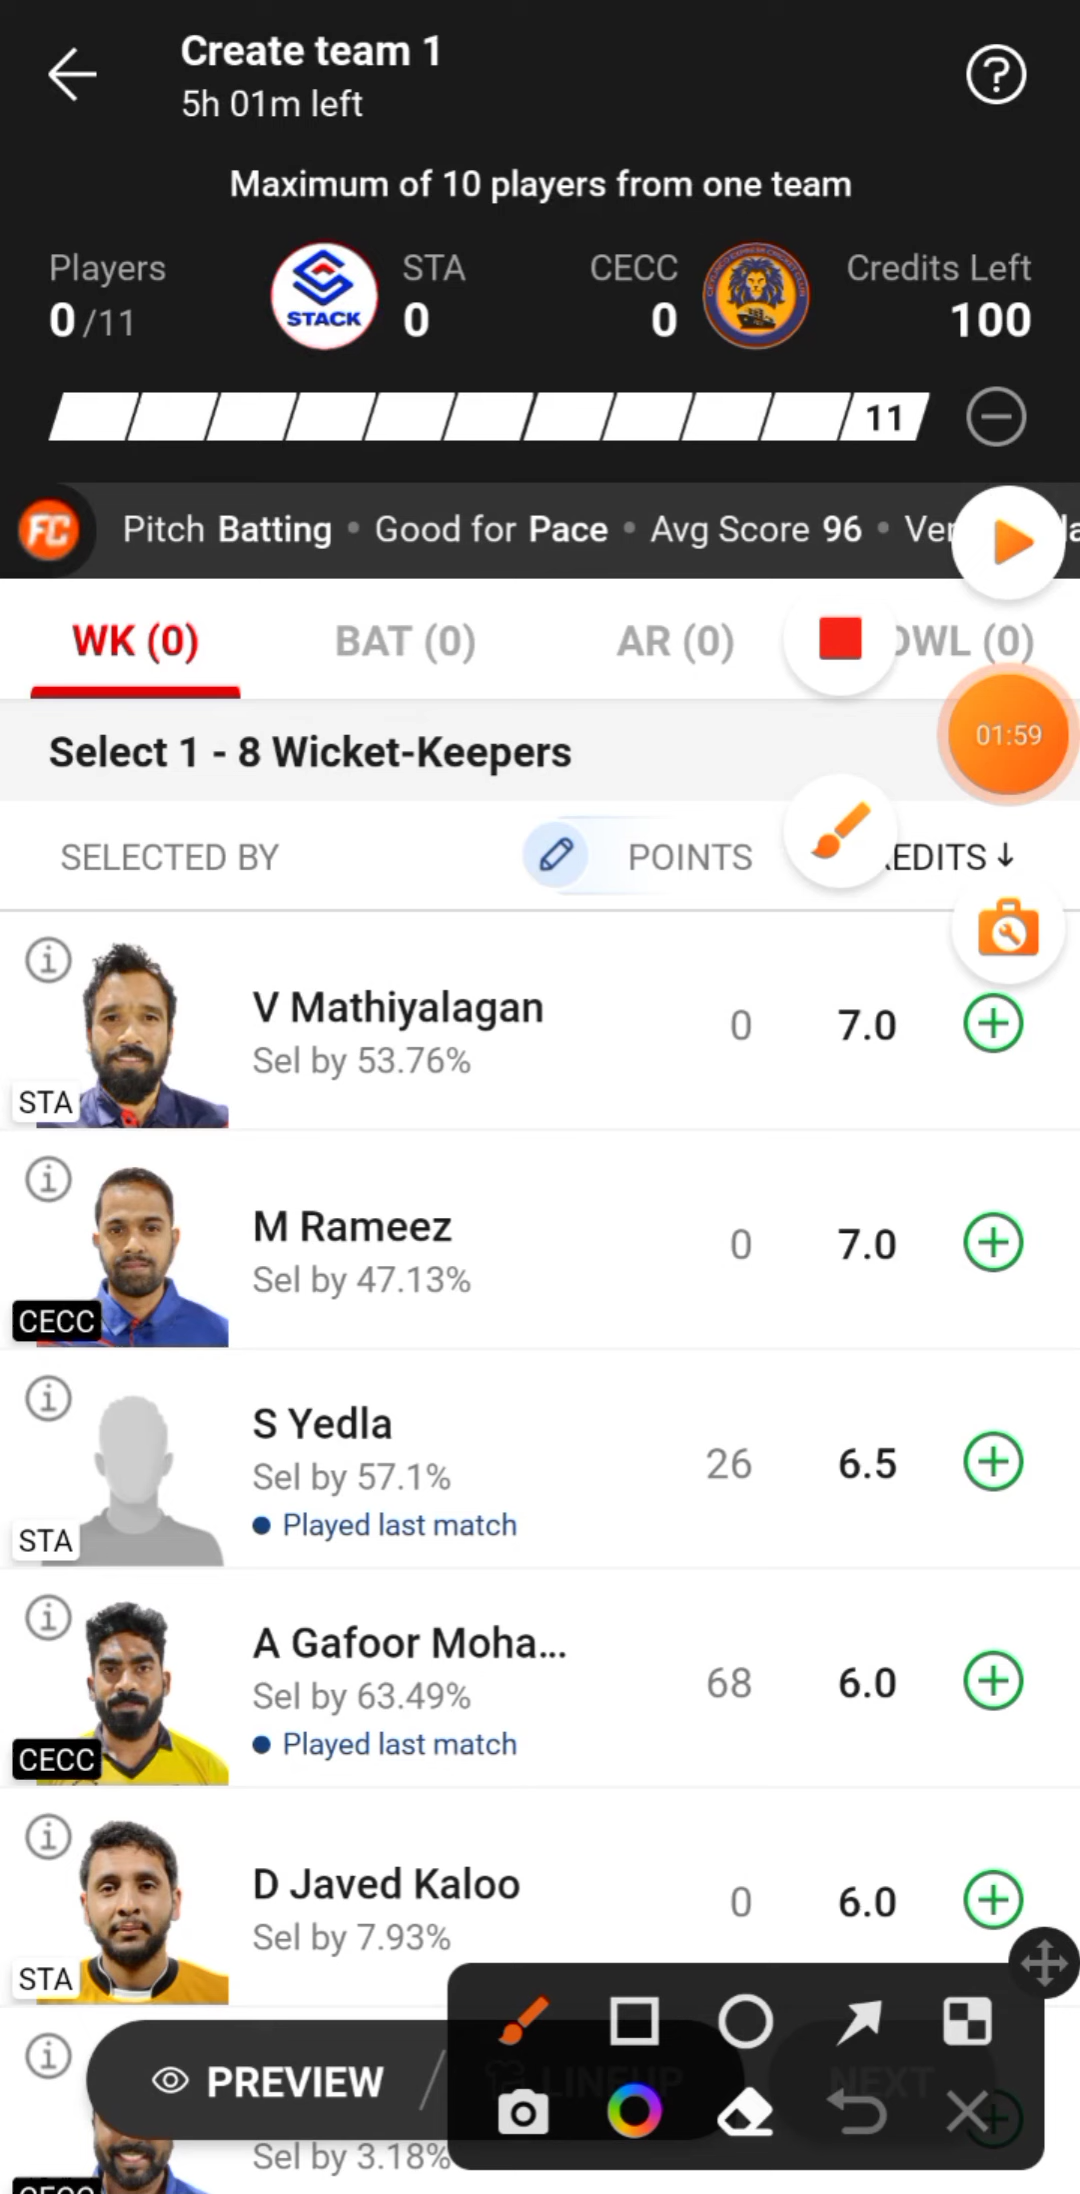 Create team 1
5h 01m left
Maximum of 10 players from one team
Players STA CECC Credits Left
0/11 STACK 0 0 100
11
FC Pitch Batting • Good for Pace • Avg Score 96 •
WK (0) BAT (0) AR (0) (0)
Select 1 - 8 Wicket-Keepers
01:59
SELECTED BY POINTS EDITS ↓
V Mathiyalagan
Sel by 53.76%
0 7.0
STA
M Rameez
Sel by 47.13%
0 7.0
CECC
S Yedla
Sel by 57.1%
26 6.5
Played last match
STA
A Gafoor Moha...
Sel by 63.49%
68 6.0
Played last match
CECC
D Javed Kaloo
Sel by 7.93%
0 6.0
STA
PREVIEW / LINEUP NEXT
Sel by 3.18%
CECC